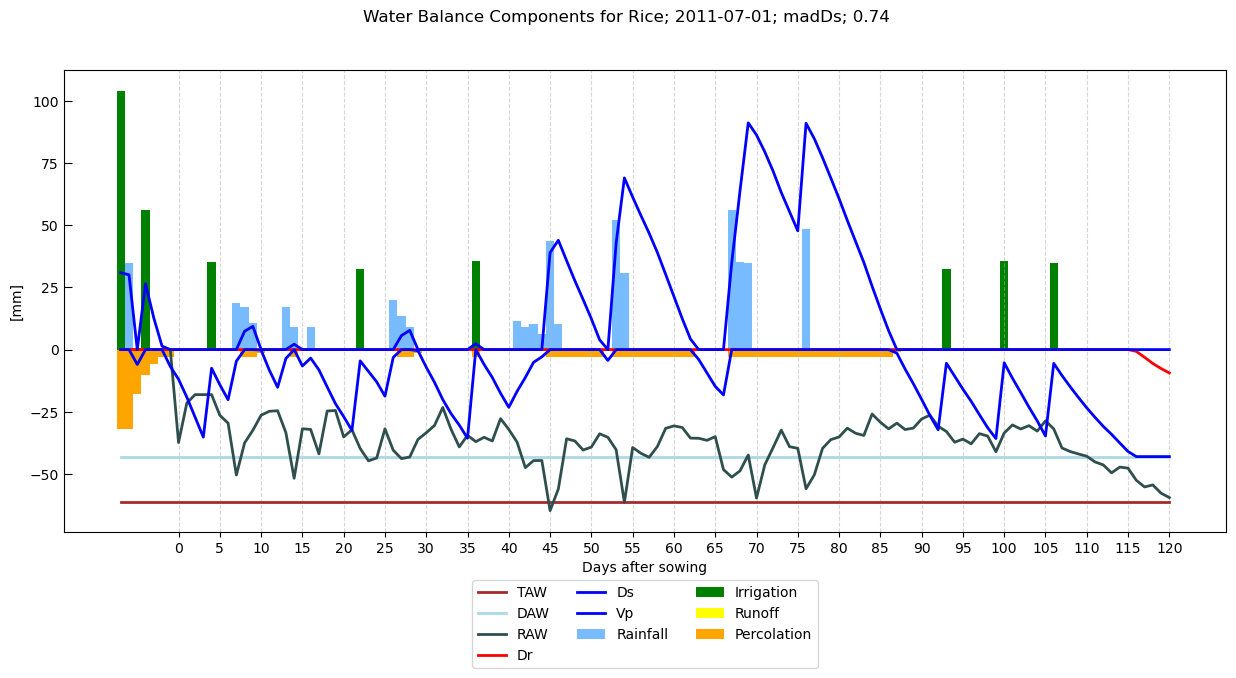 Water Balance Components for Rice; 2011-07-01; madDs; 0.74
100
75
50
25
0
−25
−50
[mm]
0 5 10 15 20 25 30 35 40 45 50 55 60 65 70 75 80 85 90 95 100 105 110 115 120
Days after sowing
TAW Ds Irrigation
DAW Vp Runoff
RAW Rainfall Percolation
Dr